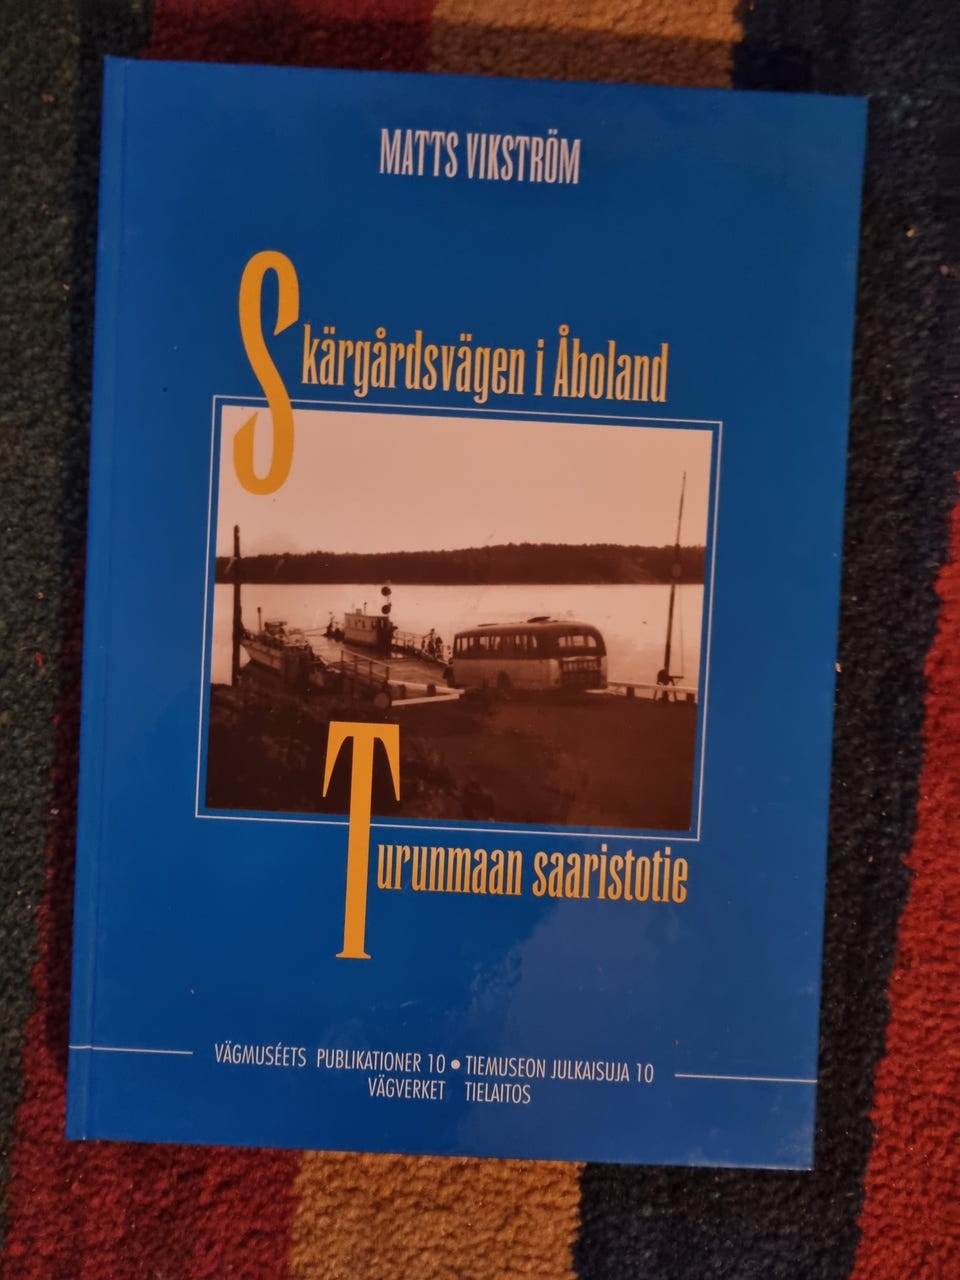 MATTS VIKSTRÖM
Skärgårdsvägen i Åboland
Turunmaan saaristotie
VÄGMUSÉETS PUBLIKATIONER 10 • TIEMUSEON JULKAISUJA 10
VÄGVERKET TIELAITOS